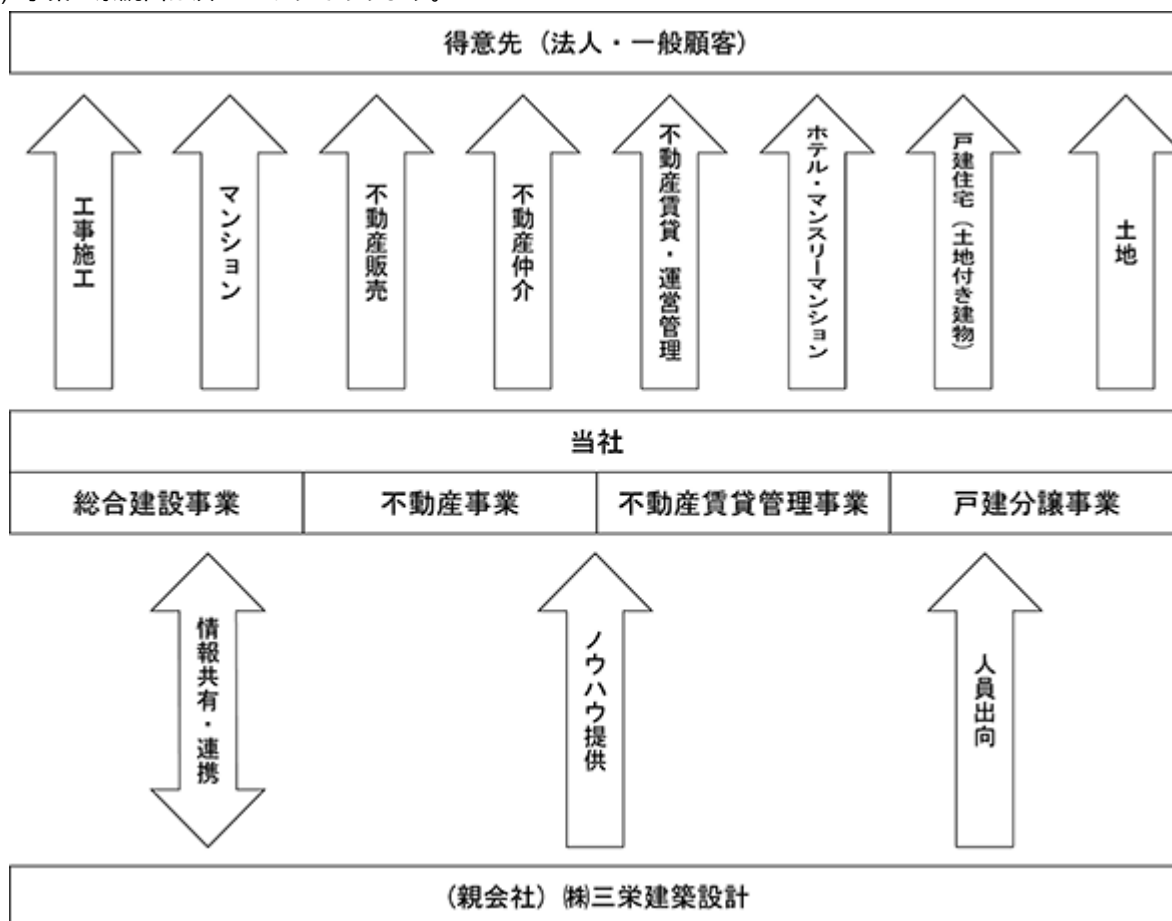 得意先（法人・一般顧客）
工事施工
マンション
不動産販売
不動産仲介
不動産賃貸・運営管理
ホテル・マンスリーマンション
戸建住宅（土地付き建物）
土地
当社
総合建設事業
不動産事業
不動産賃貸管理事業
戸建分譲事業
情報共有・連携
ノウハウ提供
人員出向
（親会社）㈱三栄建築設計